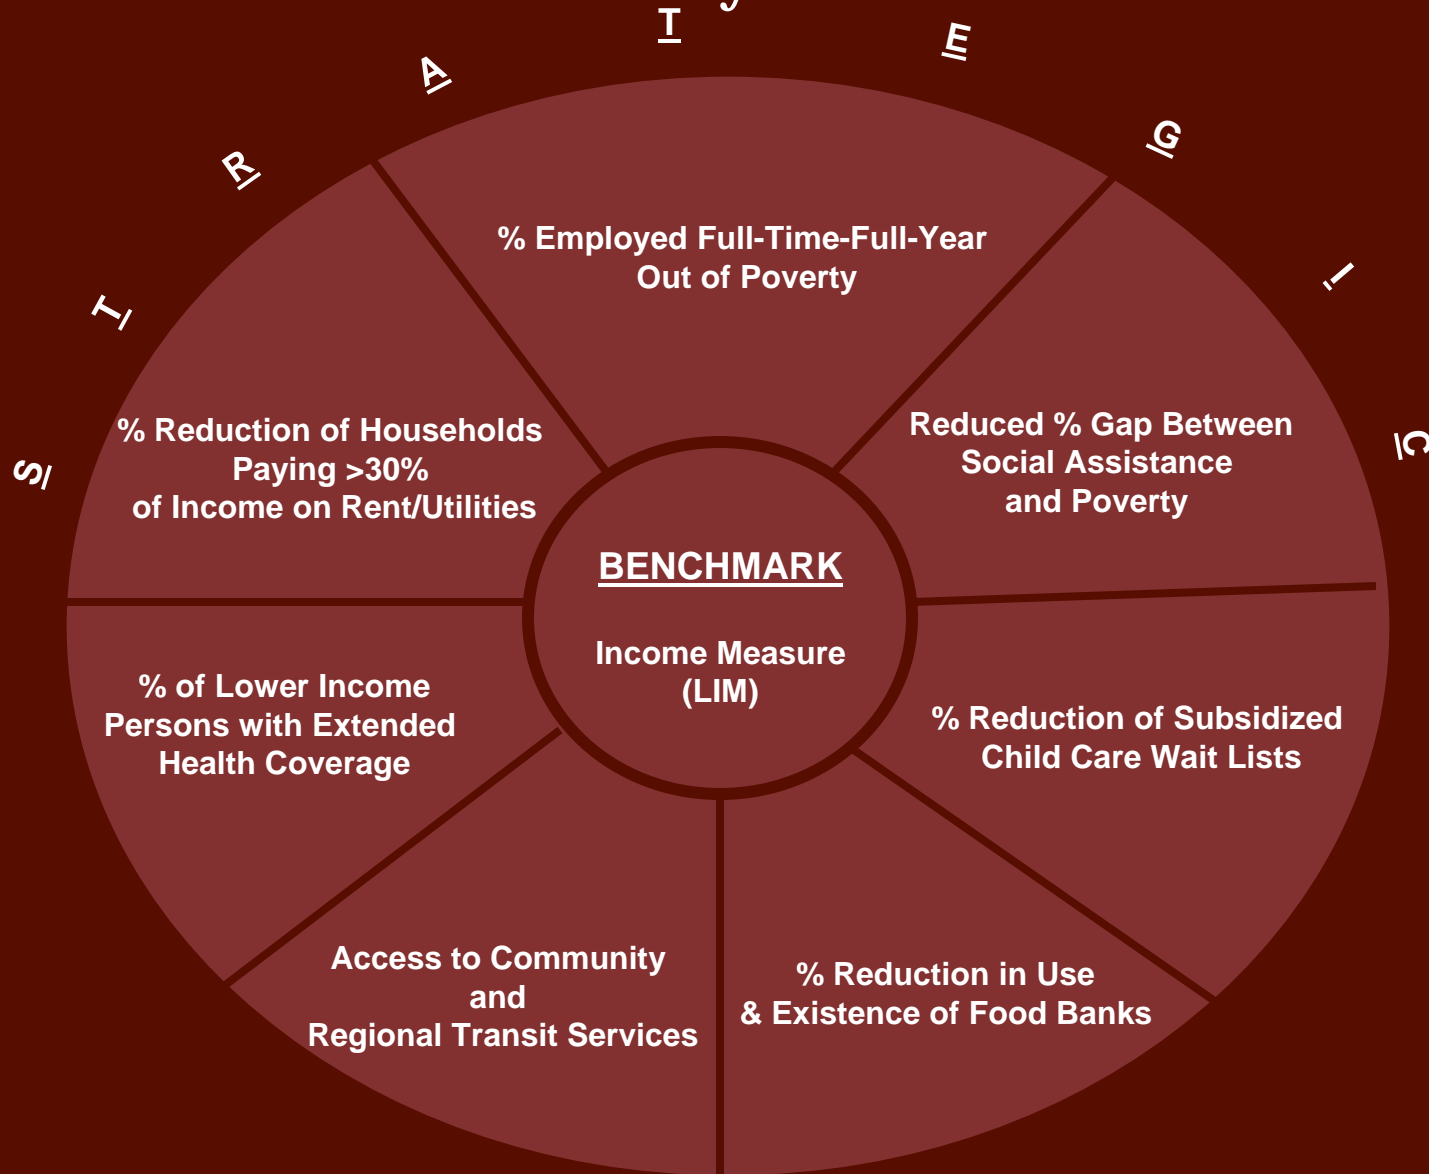 S T R A T E G I C
% Employed Full-Time-Full-Year
Out of Poverty
% Reduction of Households
Paying >30%
of Income on Rent/Utilities
Reduced % Gap Between
Social Assistance
and Poverty
BENCHMARK
Income Measure
(LIM)
% of Lower Income
Persons with Extended
Health Coverage
% Reduction of Subsidized
Child Care Wait Lists
Access to Community
and
Regional Transit Services
% Reduction in Use
& Existence of Food Banks